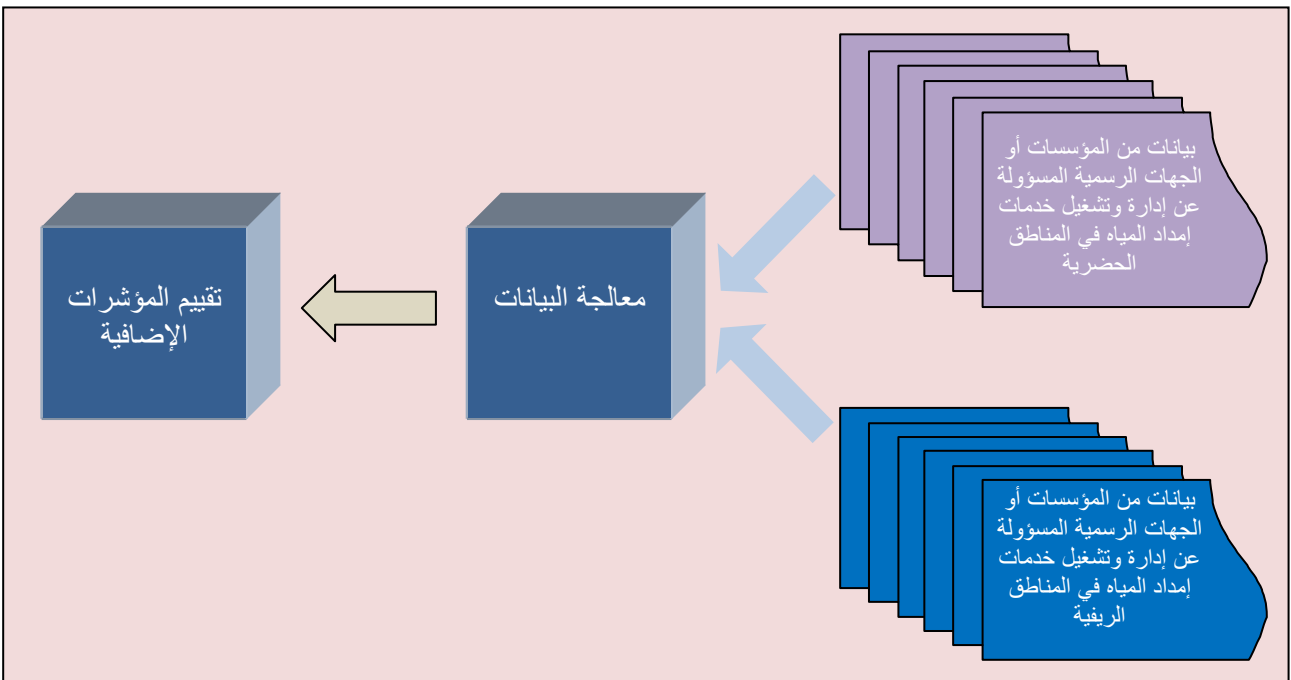 بيانات من المؤسسات أو
الجهات الرسمية المسؤولة
عن إدارة وتشغيل خدمات
إمداد المياه في المناطق
الحضرية
معالجة البيانات
تقييم المؤشرات
الإضافية
بيانات من المؤسسات أو
الجهات الرسمية المسؤولة
عن إدارة وتشغيل خدمات
إمداد المياه في المناطق
الريفية